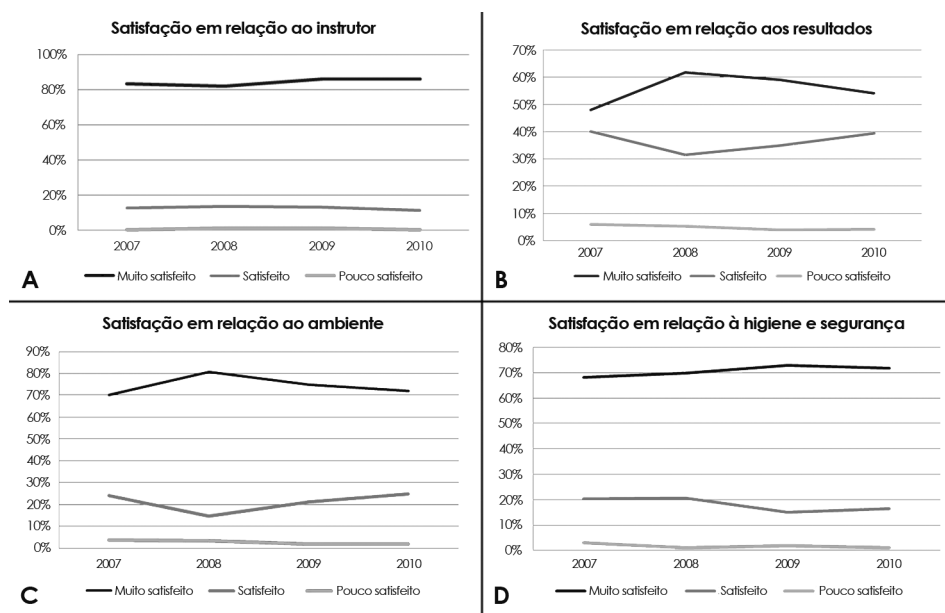 Satisfação em relação ao instrutor
100%
80%
60%
40%
20%
0%
2007 2008 2009 2010
Muito satisfeito Satisfeito Pouco satisfeito
A
Satisfação em relação aos resultados
70%
60%
50%
40%
30%
20%
10%
0%
2007 2008 2009 2010
Muito satisfeito Satisfeito Pouco satisfeito
B
Satisfação em relação ao ambiente
90%
80%
70%
60%
50%
40%
30%
20%
10%
0%
2007 2008 2009 2010
Muito satisfeito Satisfeito Pouco satisfeito
C
Satisfação em relação à higiene e segurança
80%
70%
60%
50%
40%
30%
20%
10%
0%
2007 2008 2009 2010
Muito satisfeito Satisfeito Pouco satisfeito
D